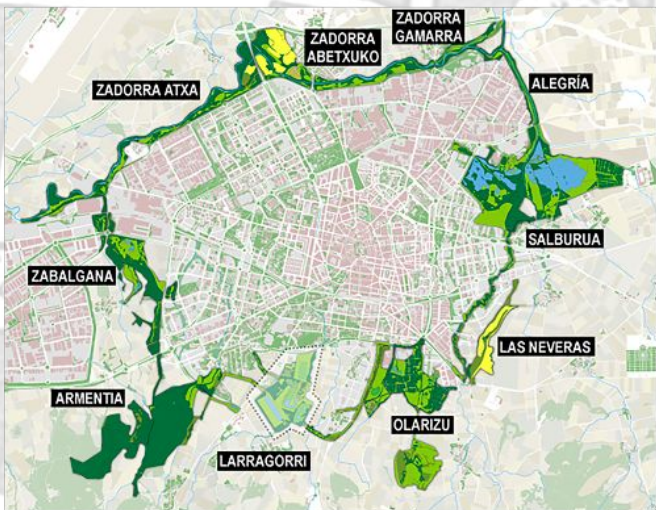 ZADORRA
GAMARRA
ZADORRA
ABETXUKO
ZADORRA ATXA
ALEGRÍA
SALBURUA
ZABALGANA
LAS NEVERAS
ARMENTIA
OLARIZU
LARRAGORRI